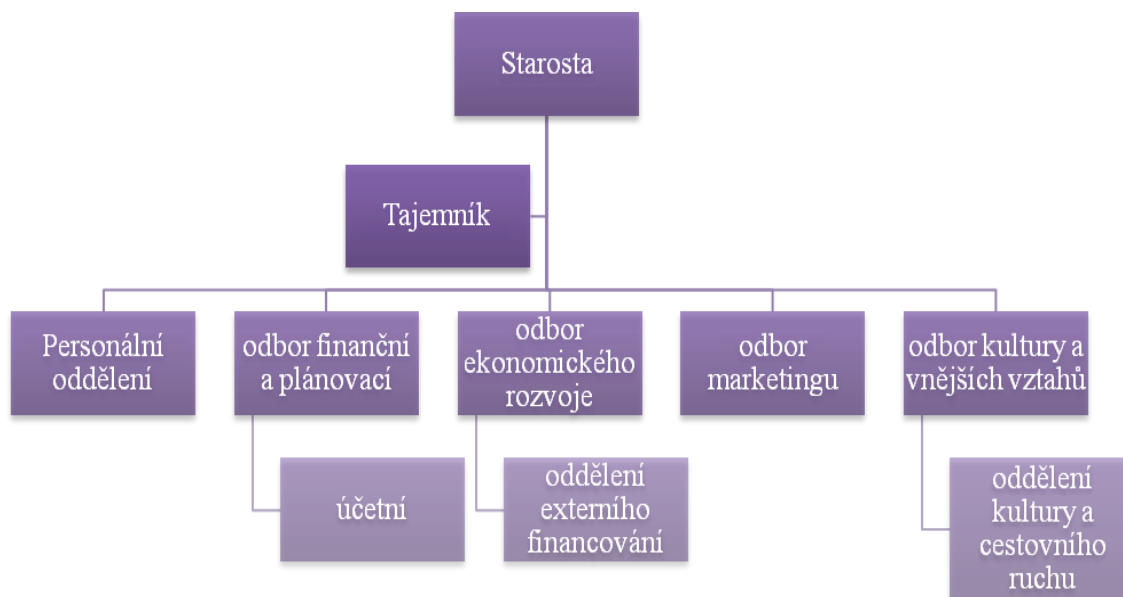 Starosta
Tajemník
Personální
oddělení
odbor finanční
a plánovací
odbor
ekonomického
rozvoje
odbor
marketingu
odbor kultury a
vnějších vztahů
účetní
oddělení
externího
financování
oddělení
kultury a
cestovního
ruchu